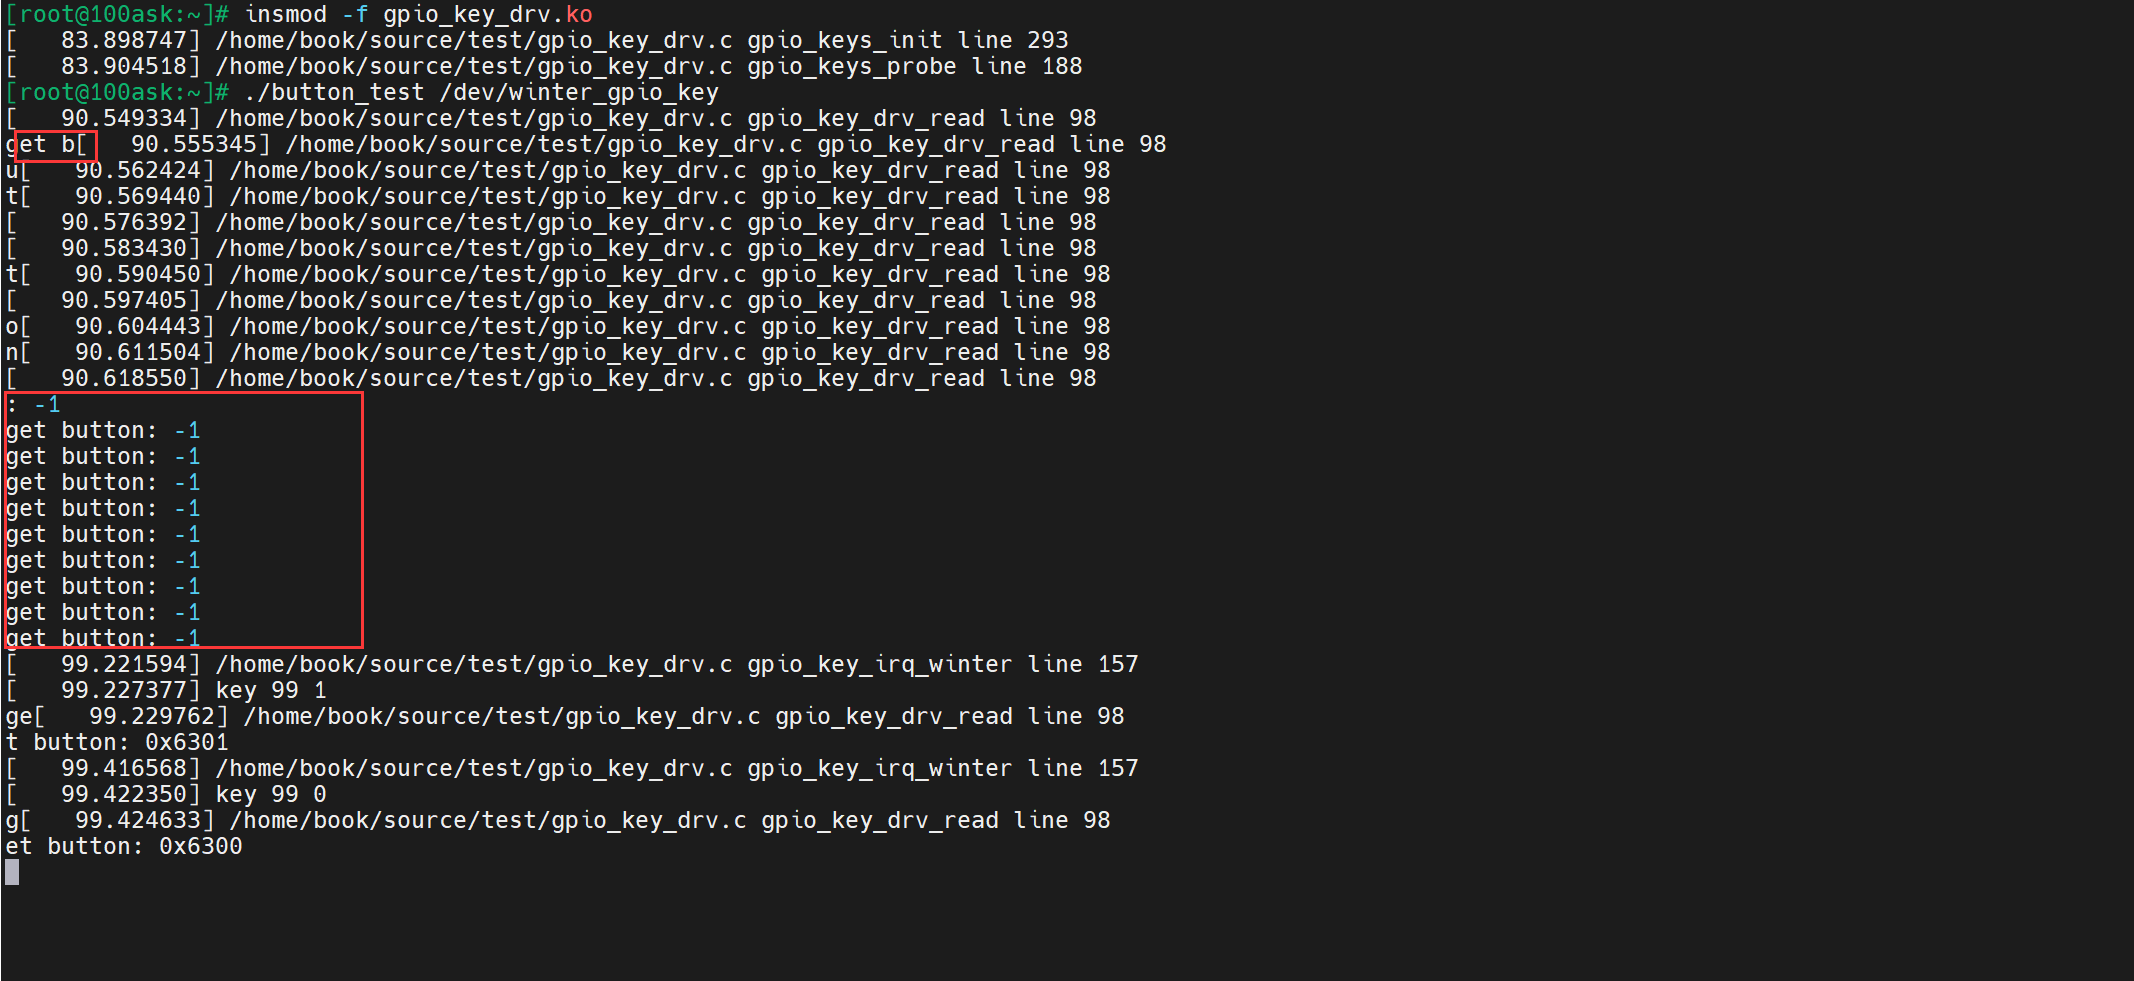 [root@100ask:~]# insmod -f gpio_key_drv.ko
[   83.898747] /home/book/source/test/gpio_key_drv.c gpio_keys_init line 293
[   83.904518] /home/book/source/test/gpio_key_drv.c gpio_keys_probe line 188
[root@100ask:~]# ./button_test /dev/winter_gpio_key
[   90.549334] /home/book/source/test/gpio_key_drv.c gpio_key_drv_read line 98
get b[   90.555345] /home/book/source/test/gpio_key_drv.c gpio_key_drv_read line 98
u[   90.562424] /home/book/source/test/gpio_key_drv.c gpio_key_drv_read line 98
t[   90.569440] /home/book/source/test/gpio_key_drv.c gpio_key_drv_read line 98
[   90.576392] /home/book/source/test/gpio_key_drv.c gpio_key_drv_read line 98
[   90.583430] /home/book/source/test/gpio_key_drv.c gpio_key_drv_read line 98
t[   90.590450] /home/book/source/test/gpio_key_drv.c gpio_key_drv_read line 98
[   90.597405] /home/book/source/test/gpio_key_drv.c gpio_key_drv_read line 98
o[   90.604443] /home/book/source/test/gpio_key_drv.c gpio_key_drv_read line 98
n[   90.611504] /home/book/source/test/gpio_key_drv.c gpio_key_drv_read line 98
[   90.618550] /home/book/source/test/gpio_key_drv.c gpio_key_drv_read line 98
: -1
get button: -1
get button: -1
get button: -1
get button: -1
get button: -1
get button: -1
get button: -1
get button: -1
get button: -1
[   99.221594] /home/book/source/test/gpio_key_drv.c gpio_key_irq_winter line 157
[   99.227377] key 99 1
ge[   99.229762] /home/book/source/test/gpio_key_drv.c gpio_key_drv_read line 98
t button: 0x6301
[   99.416568] /home/book/source/test/gpio_key_drv.c gpio_key_irq_winter line 157
[   99.422350] key 99 0
g[   99.424633] /home/book/source/test/gpio_key_drv.c gpio_key_drv_read line 98
et button: 0x6300